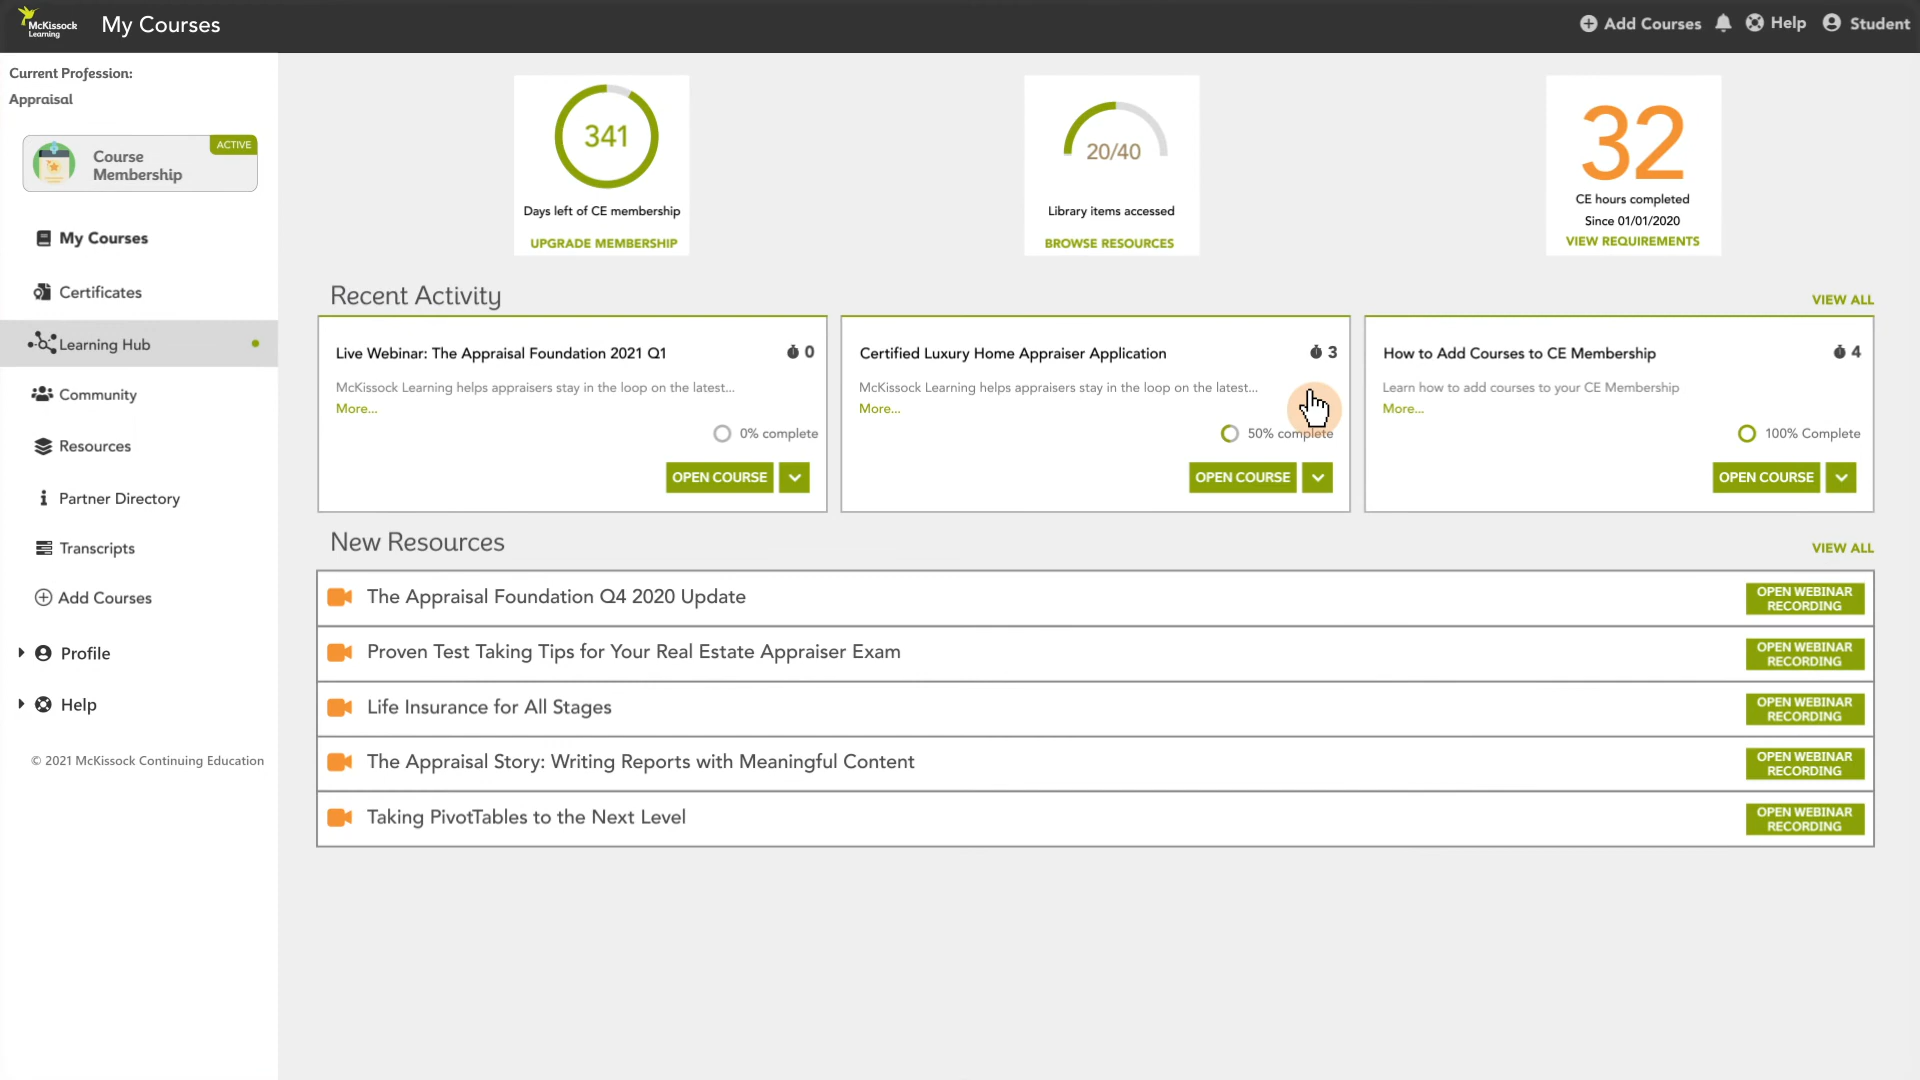 McKissock
Learning
My Courses
Add Courses
Help
Student
Current Profession:
Appraisal
Course
Membership
ACTIVE
My Courses
Certificates
Learning Hub
Community
Resources
Partner Directory
Transcripts
Add Courses
Profile
Help
© 2021 McKissock Continuing Education
341
Days left of CE membership
UPGRADE MEMBERSHIP
20/40
Library items accessed
BROWSE RESOURCES
32
CE hours completed
Since 01/01/2020
VIEW REQUIREMENTS
Recent Activity
VIEW ALL
Live Webinar: The Appraisal Foundation 2021 Q1
0
McKissock Learning helps appraisers stay in the loop on the latest...
More...
0% complete
OPEN COURSE
Certified Luxury Home Appraiser Application
3
McKissock Learning helps appraisers stay in the loop on the latest...
More...
50% complete
OPEN COURSE
How to Add Courses to CE Membership
4
Learn how to add courses to your CE Membership
More...
100% Complete
OPEN COURSE
New Resources
VIEW ALL
The Appraisal Foundation Q4 2020 Update
OPEN WEBINAR
RECORDING
Proven Test Taking Tips for Your Real Estate Appraiser Exam
OPEN WEBINAR
RECORDING
Life Insurance for All Stages
OPEN WEBINAR
RECORDING
The Appraisal Story: Writing Reports with Meaningful Content
OPEN WEBINAR
RECORDING
Taking PivotTables to the Next Level
OPEN WEBINAR
RECORDING